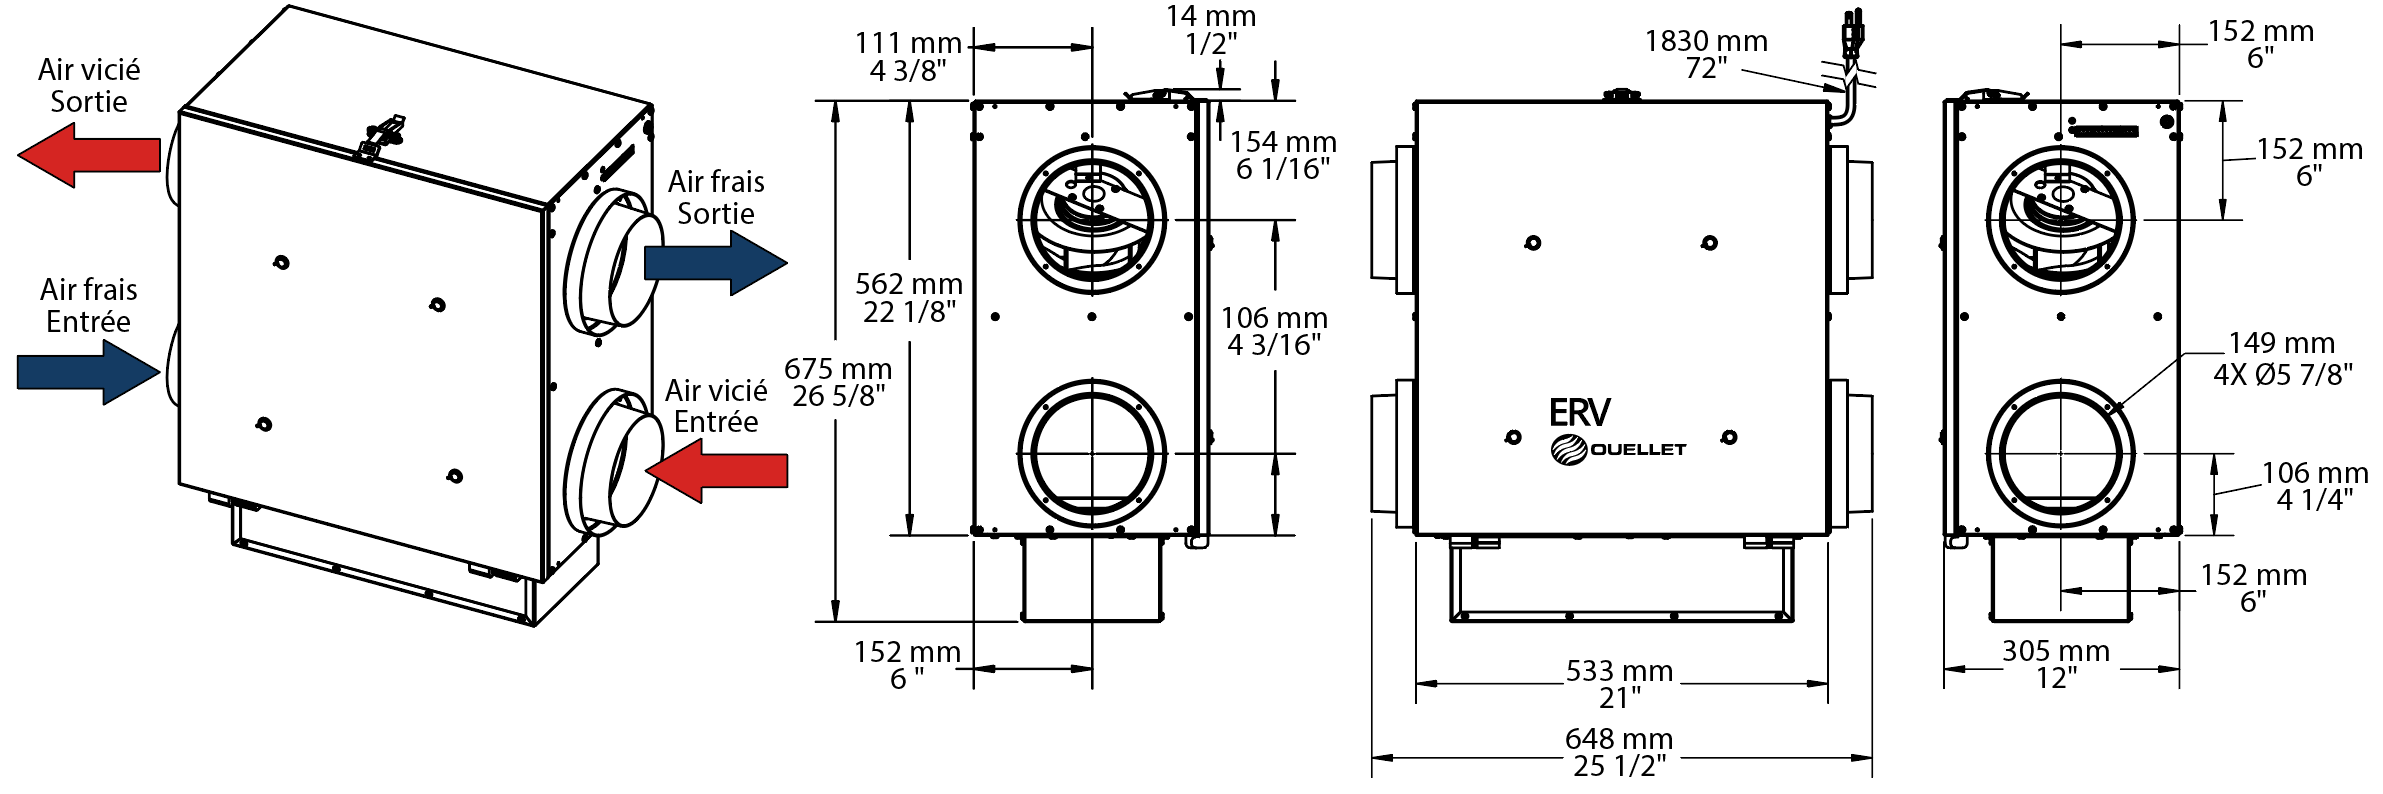 Air vicié
Sortie
Air frais
Entrée
Air frais
Sortie
Air vicié
Entrée
111 mm
4 3/8"
14 mm
1/2"
154 mm
6 1/16"
562 mm
22 1/8"
106 mm
4 3/16"
675 mm
26 5/8"
152 mm
6 "
1830 mm
72"
ERV
OUELLET
533 mm
21"
648 mm
25 1/2"
152 mm
6"
152 mm
6"
149 mm
4X Ø5 7/8"
106 mm
4 1/4"
152 mm
6"
305 mm
12"